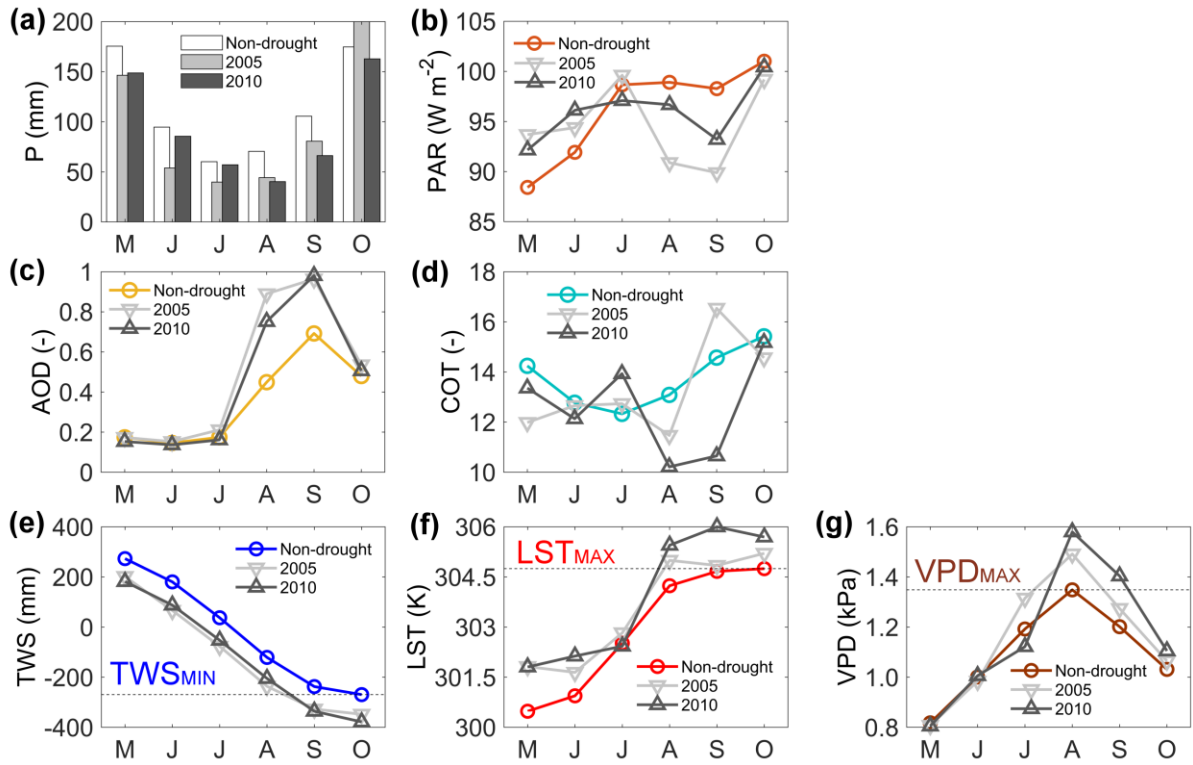 (a)
200
150
100
50
0
P (mm)
Non-drought
2005
2010
M J J A S O
(b)
105
100
95
90
85
PAR (W m⁻²)
Non-drought
2005
2010
M J J A S O
(c)
1
0.8
0.6
0.4
0.2
0
AOD (-)
Non-drought
2005
2010
M J J A S O
(d)
18
16
14
12
10
COT (-)
Non-drought
2005
2010
M J J A S O
(e)
400
200
0
-200
-400
TWS (mm)
Non-drought
2005
2010
TWSMIN
M J J A S O
(f)
306
304.5
303
301.5
300
LST (K)
LSTMAX
Non-drought
2005
2010
M J J A S O
(g)
1.6
1.4
1.2
1.0
0.8
VPD (kPa)
VPDMAX
Non-drought
2005
2010
M J J A S O